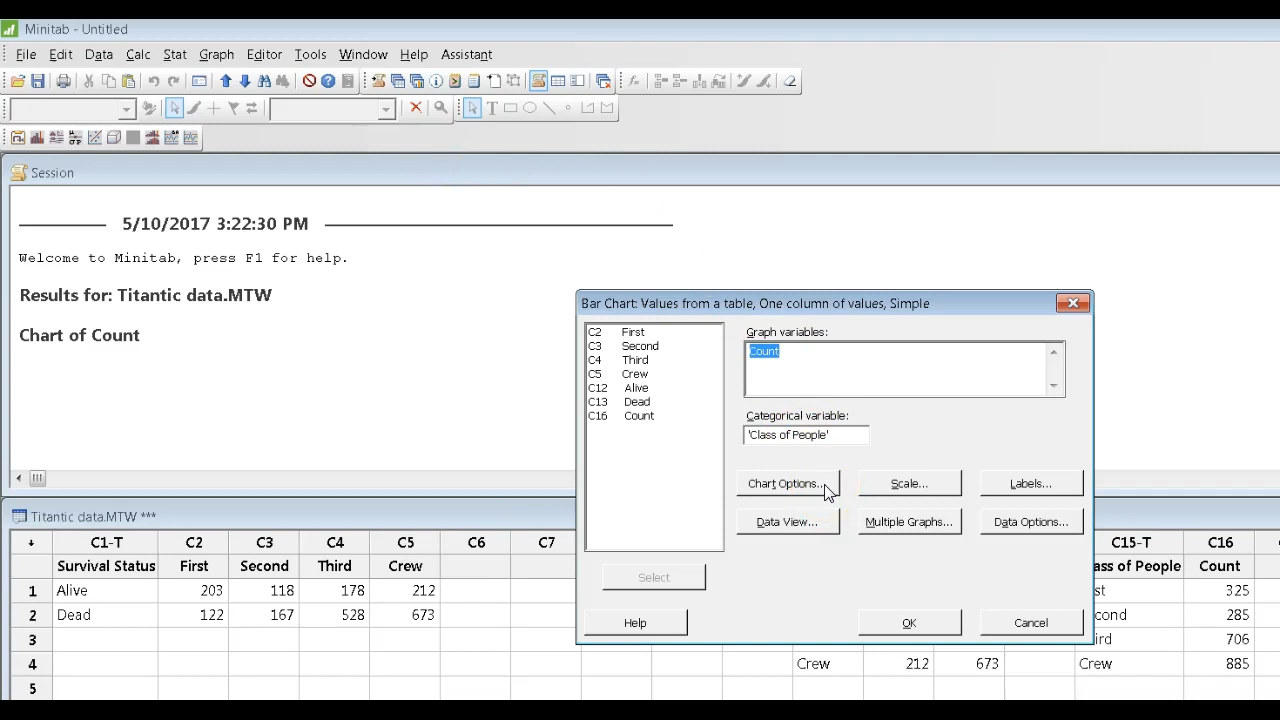 Minitab - Untitled
File Edit Data Calc Stat Graph Editor Tools Window Help Assistant
Session
5/10/2017 3:22:30 PM
Welcome to Minitab, press F1 for help.
Results for: Titantic data.MTW
Chart of Count
Bar Chart: Values from a table, One column of values, Simple
C2 First
C3 Second
C4 Third
C5 Crew
C12 Alive
C13 Dead
C16 Count
Graph variables:
Count
Categorical variable:
'Class of People'
Chart Options... Scale... Labels...
Data View... Multiple Graphs... Data Options...
Select
Help OK Cancel
Titantic data.MTW ***
C1-T C2 C3 C4 C5 C6 C7 C15-T C16
Survival Status First Second Third Crew ass of People Count
1 Alive 203 118 178 212 st 325
2 Dead 122 167 528 673 cond 285
3 ird 706
4 Crew 212 673 Crew 885
5